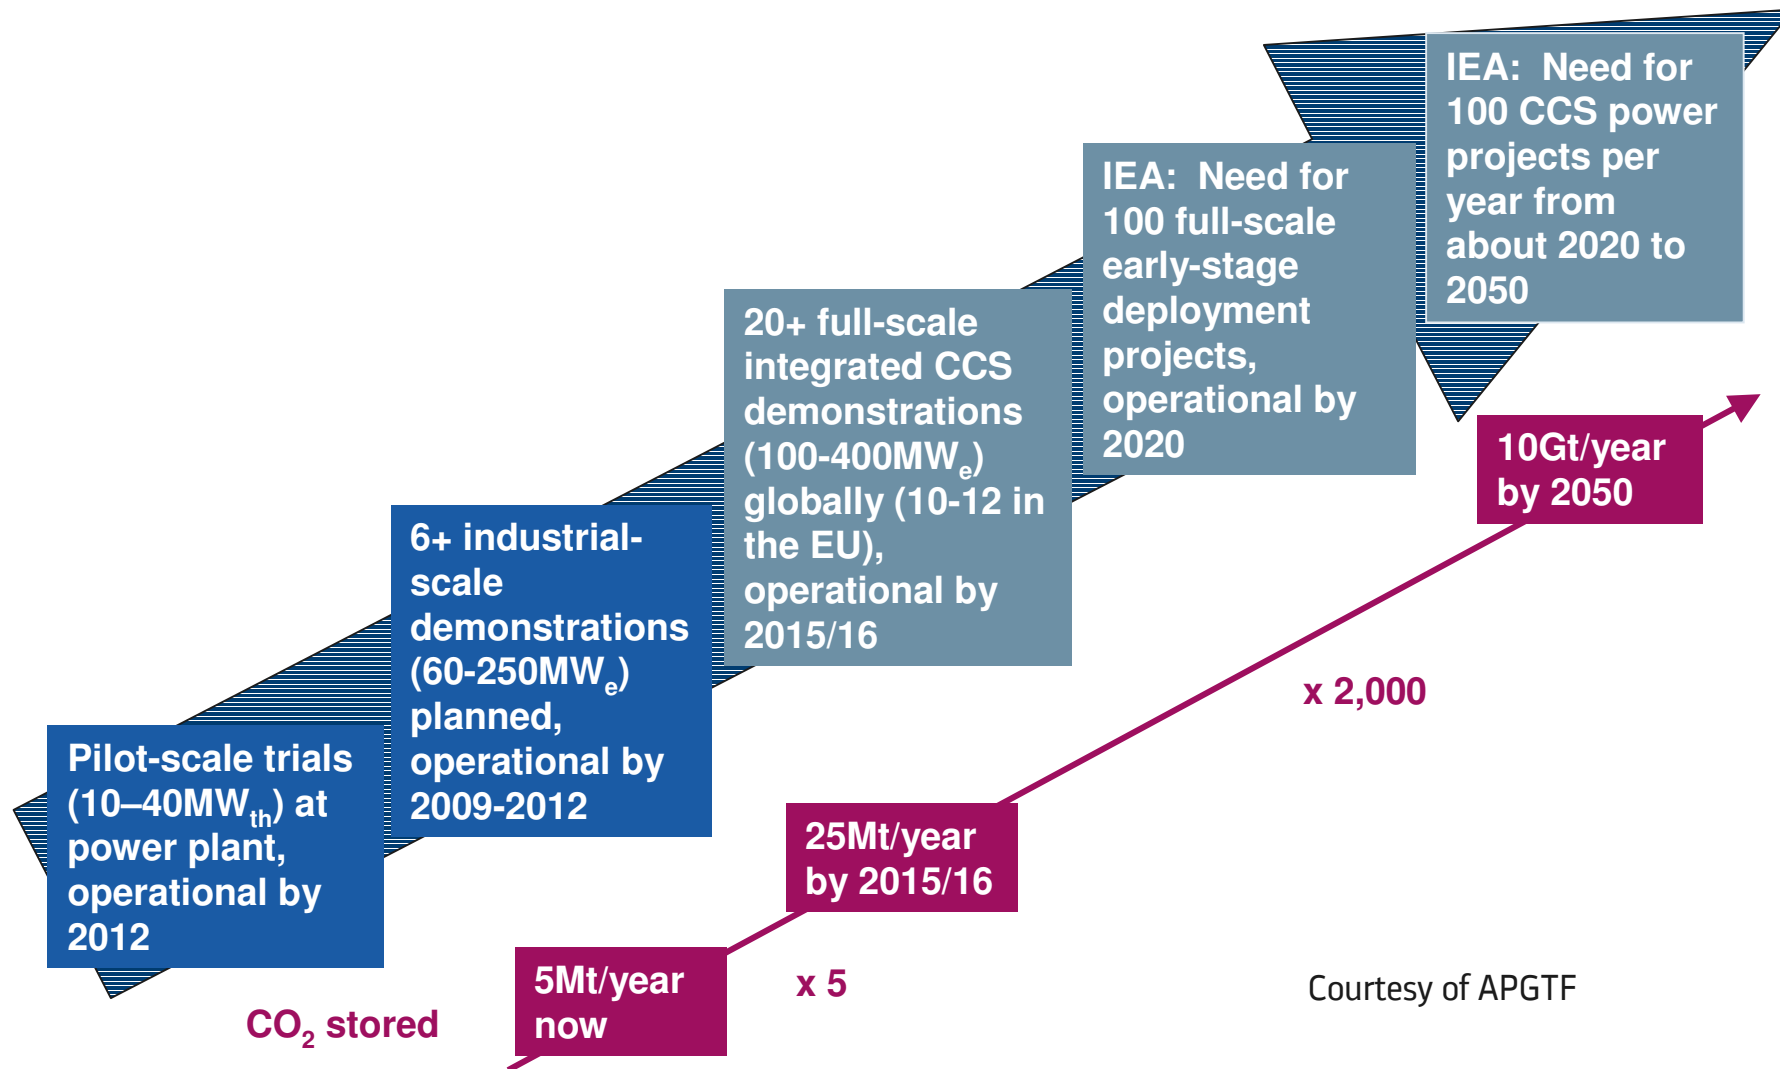 Pilot-scale trials
(10–40MWth) at
power plant,
operational by
2012
6+ industrial-
scale
demonstrations
(60-250MWe)
planned,
operational by
2009-2012
20+ full-scale
integrated CCS
demonstrations
(100-400MWe)
globally (10-12 in
the EU),
operational by
2015/16
IEA:  Need for
100 full-scale
early-stage
deployment
projects,
operational by
2020
IEA:  Need for
100 CCS power
projects per
year from
about 2020 to
2050
CO2 stored
5Mt/year
now
x 5
25Mt/year
by 2015/16
x 2,000
10Gt/year
by 2050
Courtesy of APGTF